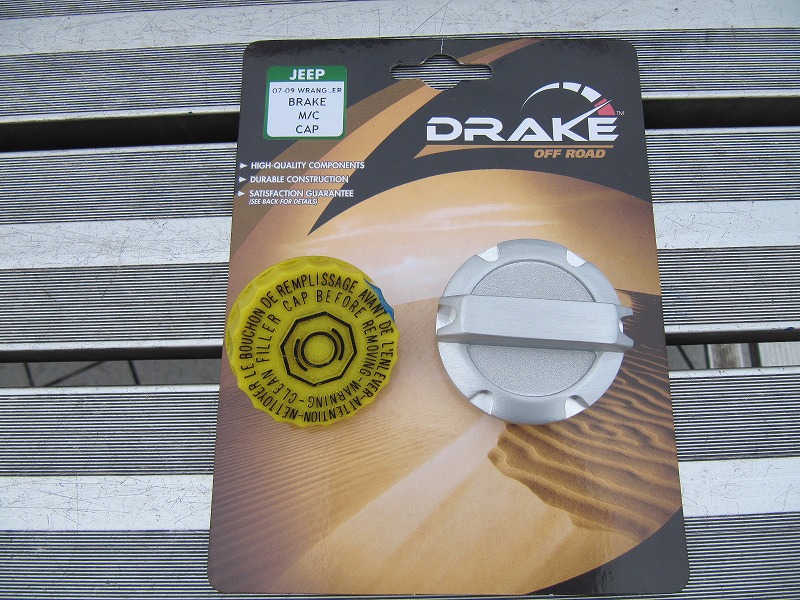 JEEP
07-09 WRANGLER
BRAKE
M/C
CAP
DRAKE
TM
OFF ROAD
HIGH-QUALITY COMPONENTS
DURABLE CONSTRUCTION
SATISFACTION GUARANTEE
(SEE BACK FOR DETAILS)
ATTENTION-NETTOYER LE BOUCHON DE REMPLISSAGE AVANT DE L'ENLEVER-
WARNING-CLEAN FILLER CAP BEFORE REMOVING-